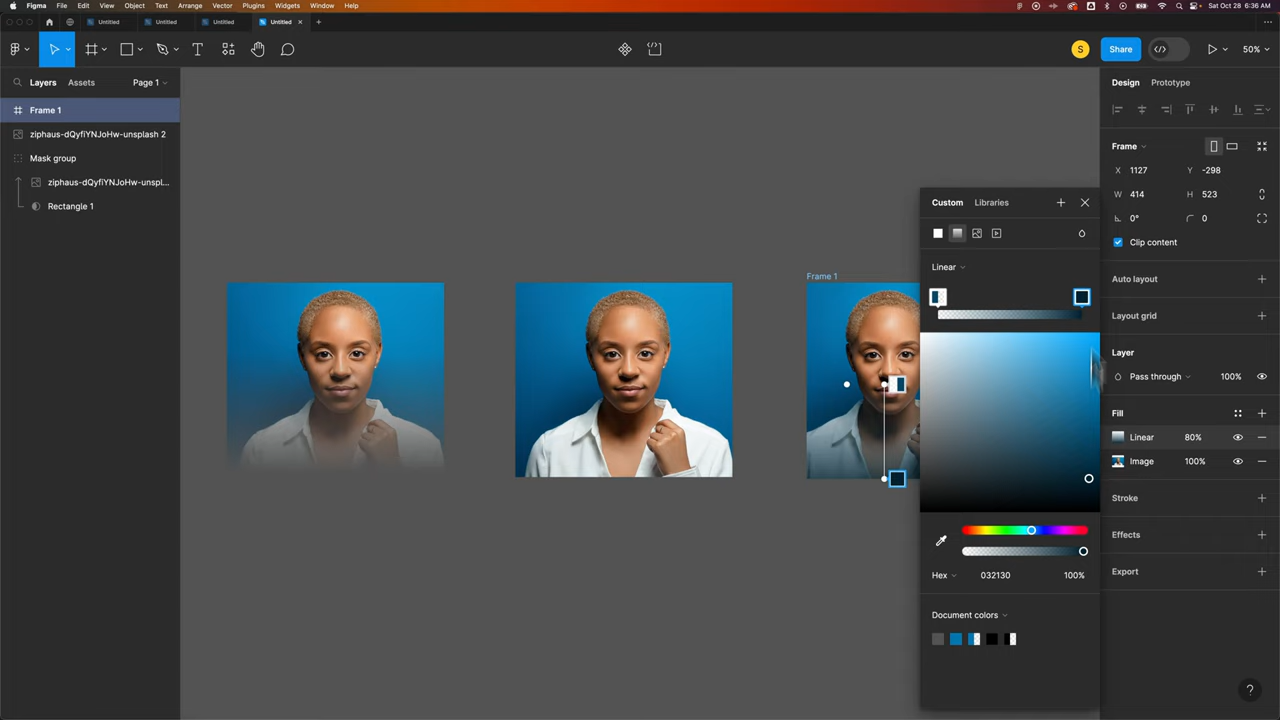 Figma File Edit View Object Text Arrange Vector Plugins Widgets Window Help Sat Oct 28 6:36 AM
Untitled Untitled Untitled Untitled
Share 50%
Layers Assets Page 1
Frame 1
ziphaus-dQyfiYNJoHw-unsplash 2
Mask group
ziphaus-dQyfiYNJoHw-unspl...
Rectangle 1
Frame 1
Custom Libraries
Linear
Hex 032130 100%
Document colors
Design Prototype
Frame
X 1127 Y -298
W 414 H 523
0° 0
Clip content
Auto layout
Layout grid
Layer
Pass through 100%
Fill
Linear 80%
Image 100%
Stroke
Effects
Export
S
?